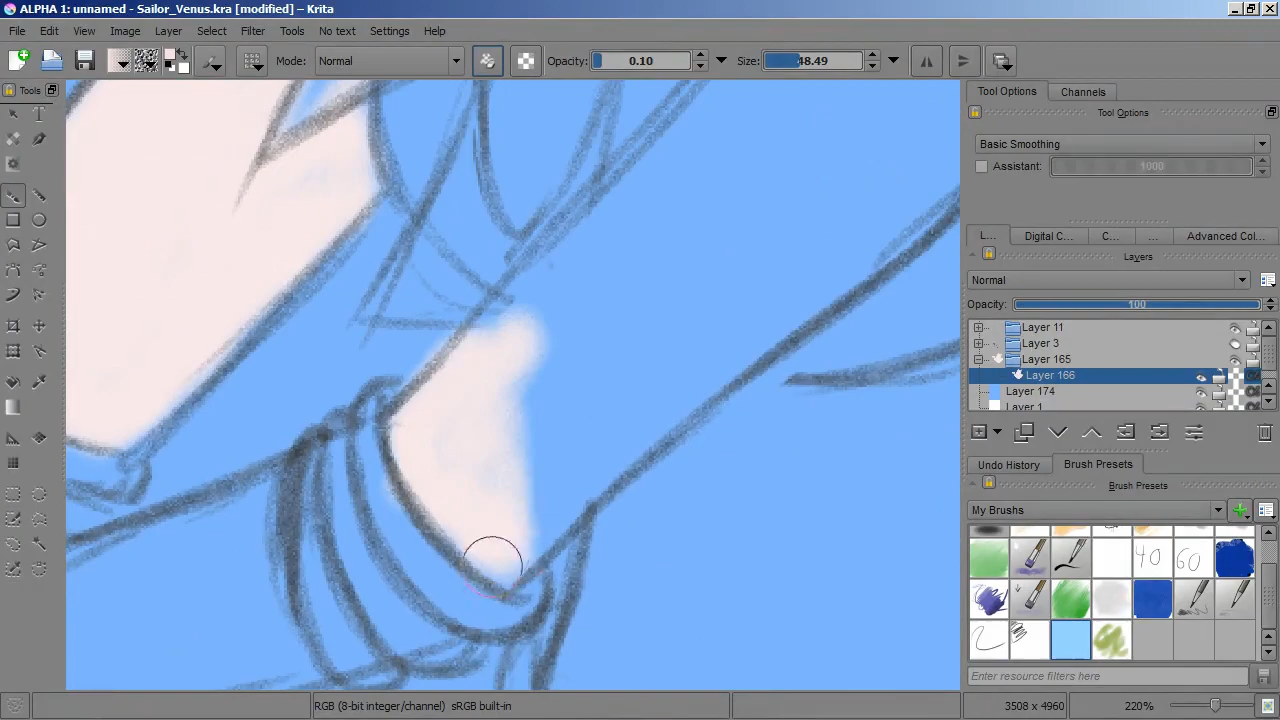 ALPHA 1: unnamed - Sailor_Venus.kra [modified] – Krita
File Edit View Image Layer Select Filter Tools No text Settings Help
Mode: Normal Opacity: 0.10 Size: 48.49
Tools
Tool Options Channels
Tool Options
Basic Smoothing
Assistant: 1000
L... Digital C... C... ... Advanced Col...
Layers
Normal
Opacity: 100
Layer 11
Layer 3
Layer 165
Layer 166
Layer 174
Layer 1
Undo History Brush Presets
Brush Presets
My Brushes
40 60
Enter resource filters here
RGB (8-bit integer/channel) sRGB built-in 3508 x 4960 220%